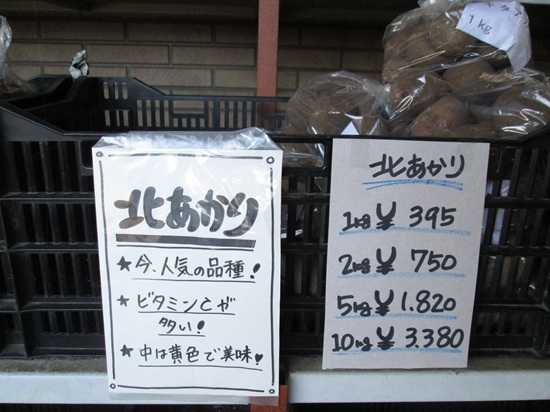 北あかり
★今、人気の品種!
★ビタミンCが
多い!
★中は黄色で美味!
北あかり
1kg ¥395
2kg ¥750
5kg ¥1.820
10kg ¥3.380
1kg